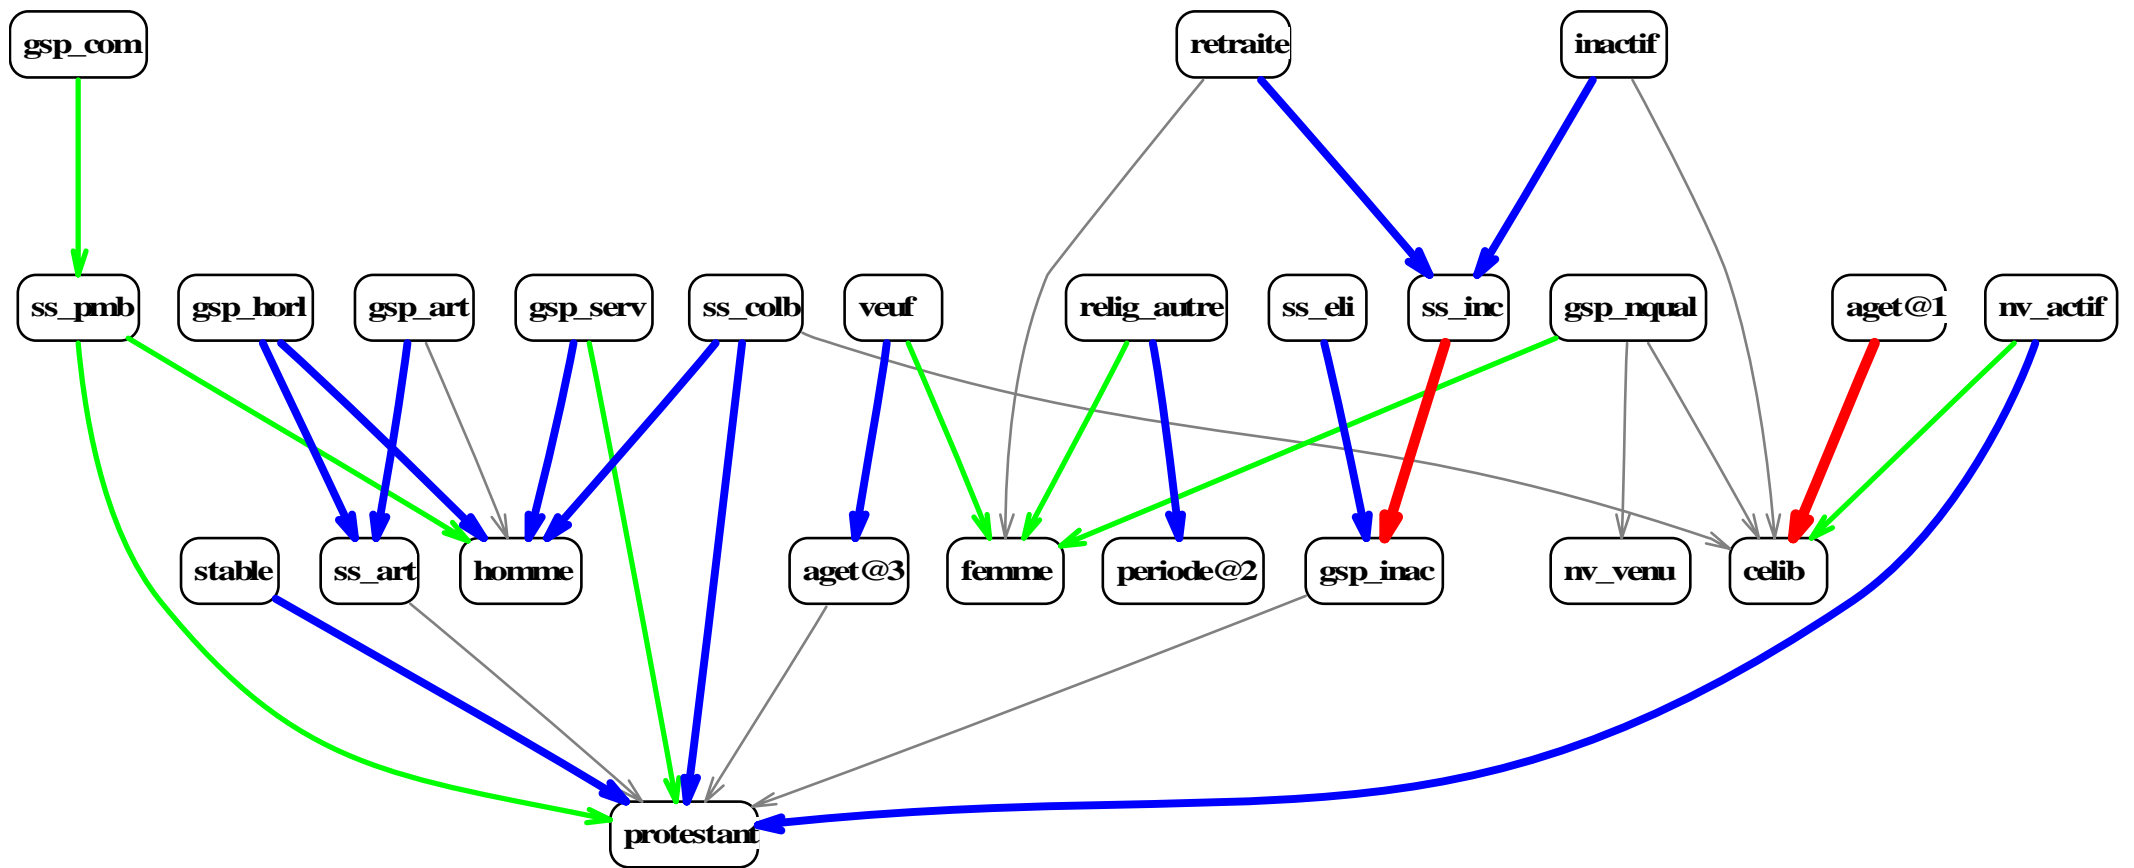 gsp_com
retraite
inactif
ss_pmb
gsp_horl
gsp_art
gsp_serv
ss_colb
veuf
relig_autre
ss_eli
ss_inc
gsp_nqual
aget@1
nv_actif
stable
ss_art
homme
aget@3
femme
periode@2
gsp_inac
nv_venu
celib
protestant